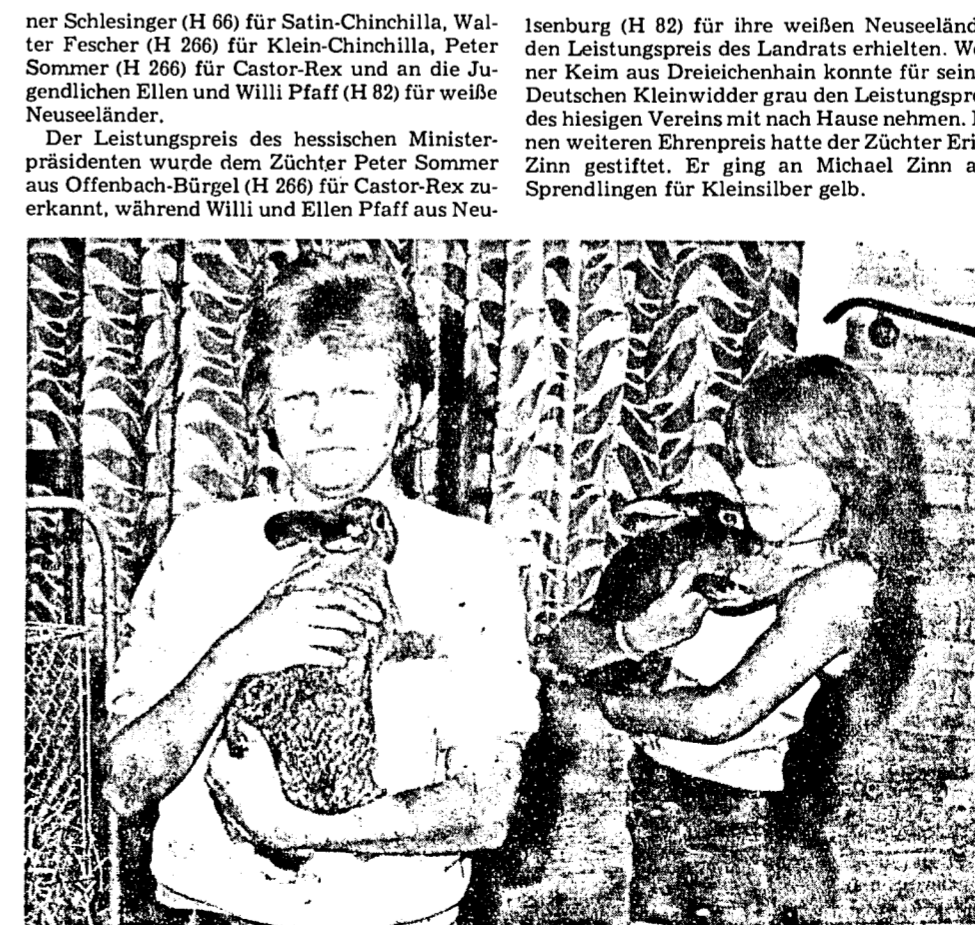 ner Schlesinger (H 66) für Satin-Chinchilla, Wal-
ter Fescher (H 266) für Klein-Chinchilla, Peter
Sommer (H 266) für Castor-Rex und an die Ju-
gendlichen Ellen und Willi Pfaff (H 82) für weiße
Neuseeländer.
Der Leistungspreis des hessischen Minister-
präsidenten wurde dem Züchter Peter Sommer
aus Offenbach-Bürgel (H 266) für Castor-Rex zu-
erkannt, während Willi und Ellen Pfaff aus Neu-
Isenburg (H 82) für ihre weißen
den Leistungspreis des Landrats erhielten.
ner Keim aus Dreieichenhain konnte für
Deutschen Kleinwidder grau den
des hiesigen Vereins mit nach Hause nehmen.
nen weiteren Ehrenpreis hatte der Züchter
Zinn gestiftet. Er ging an Michael Zinn
Sprendlingen für Kleinsilber gelb.